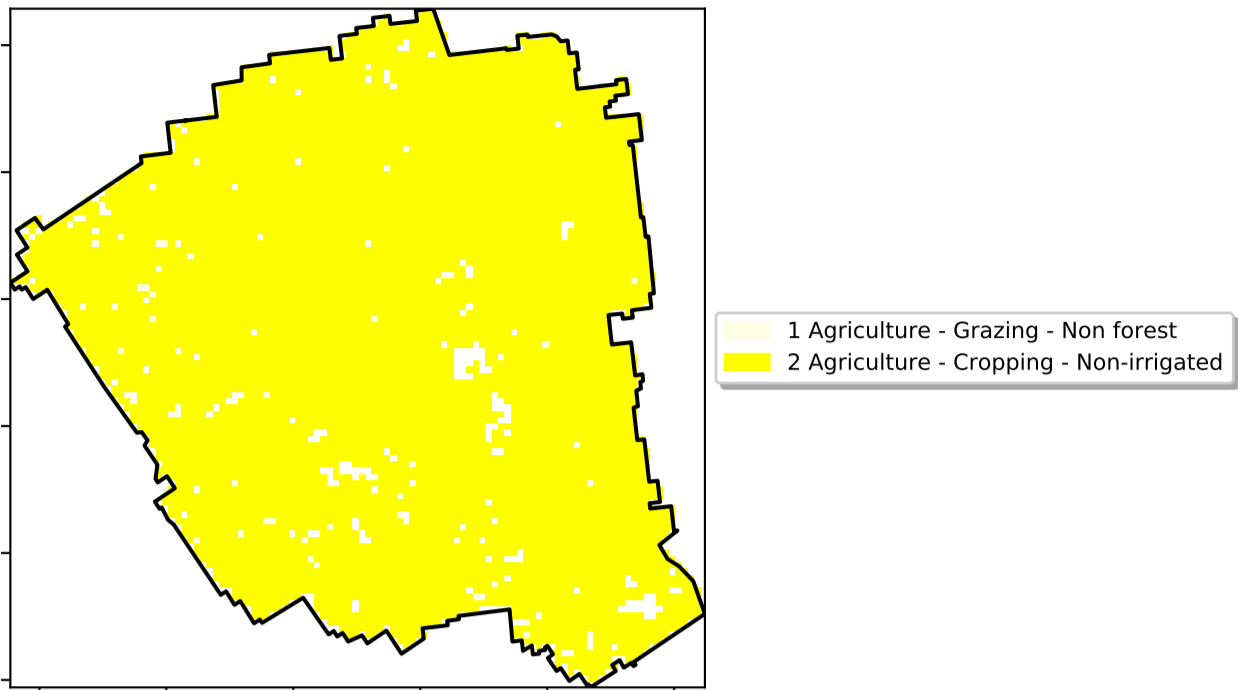 1 Agriculture - Grazing - Non forest
2 Agriculture - Cropping - Non-irrigated